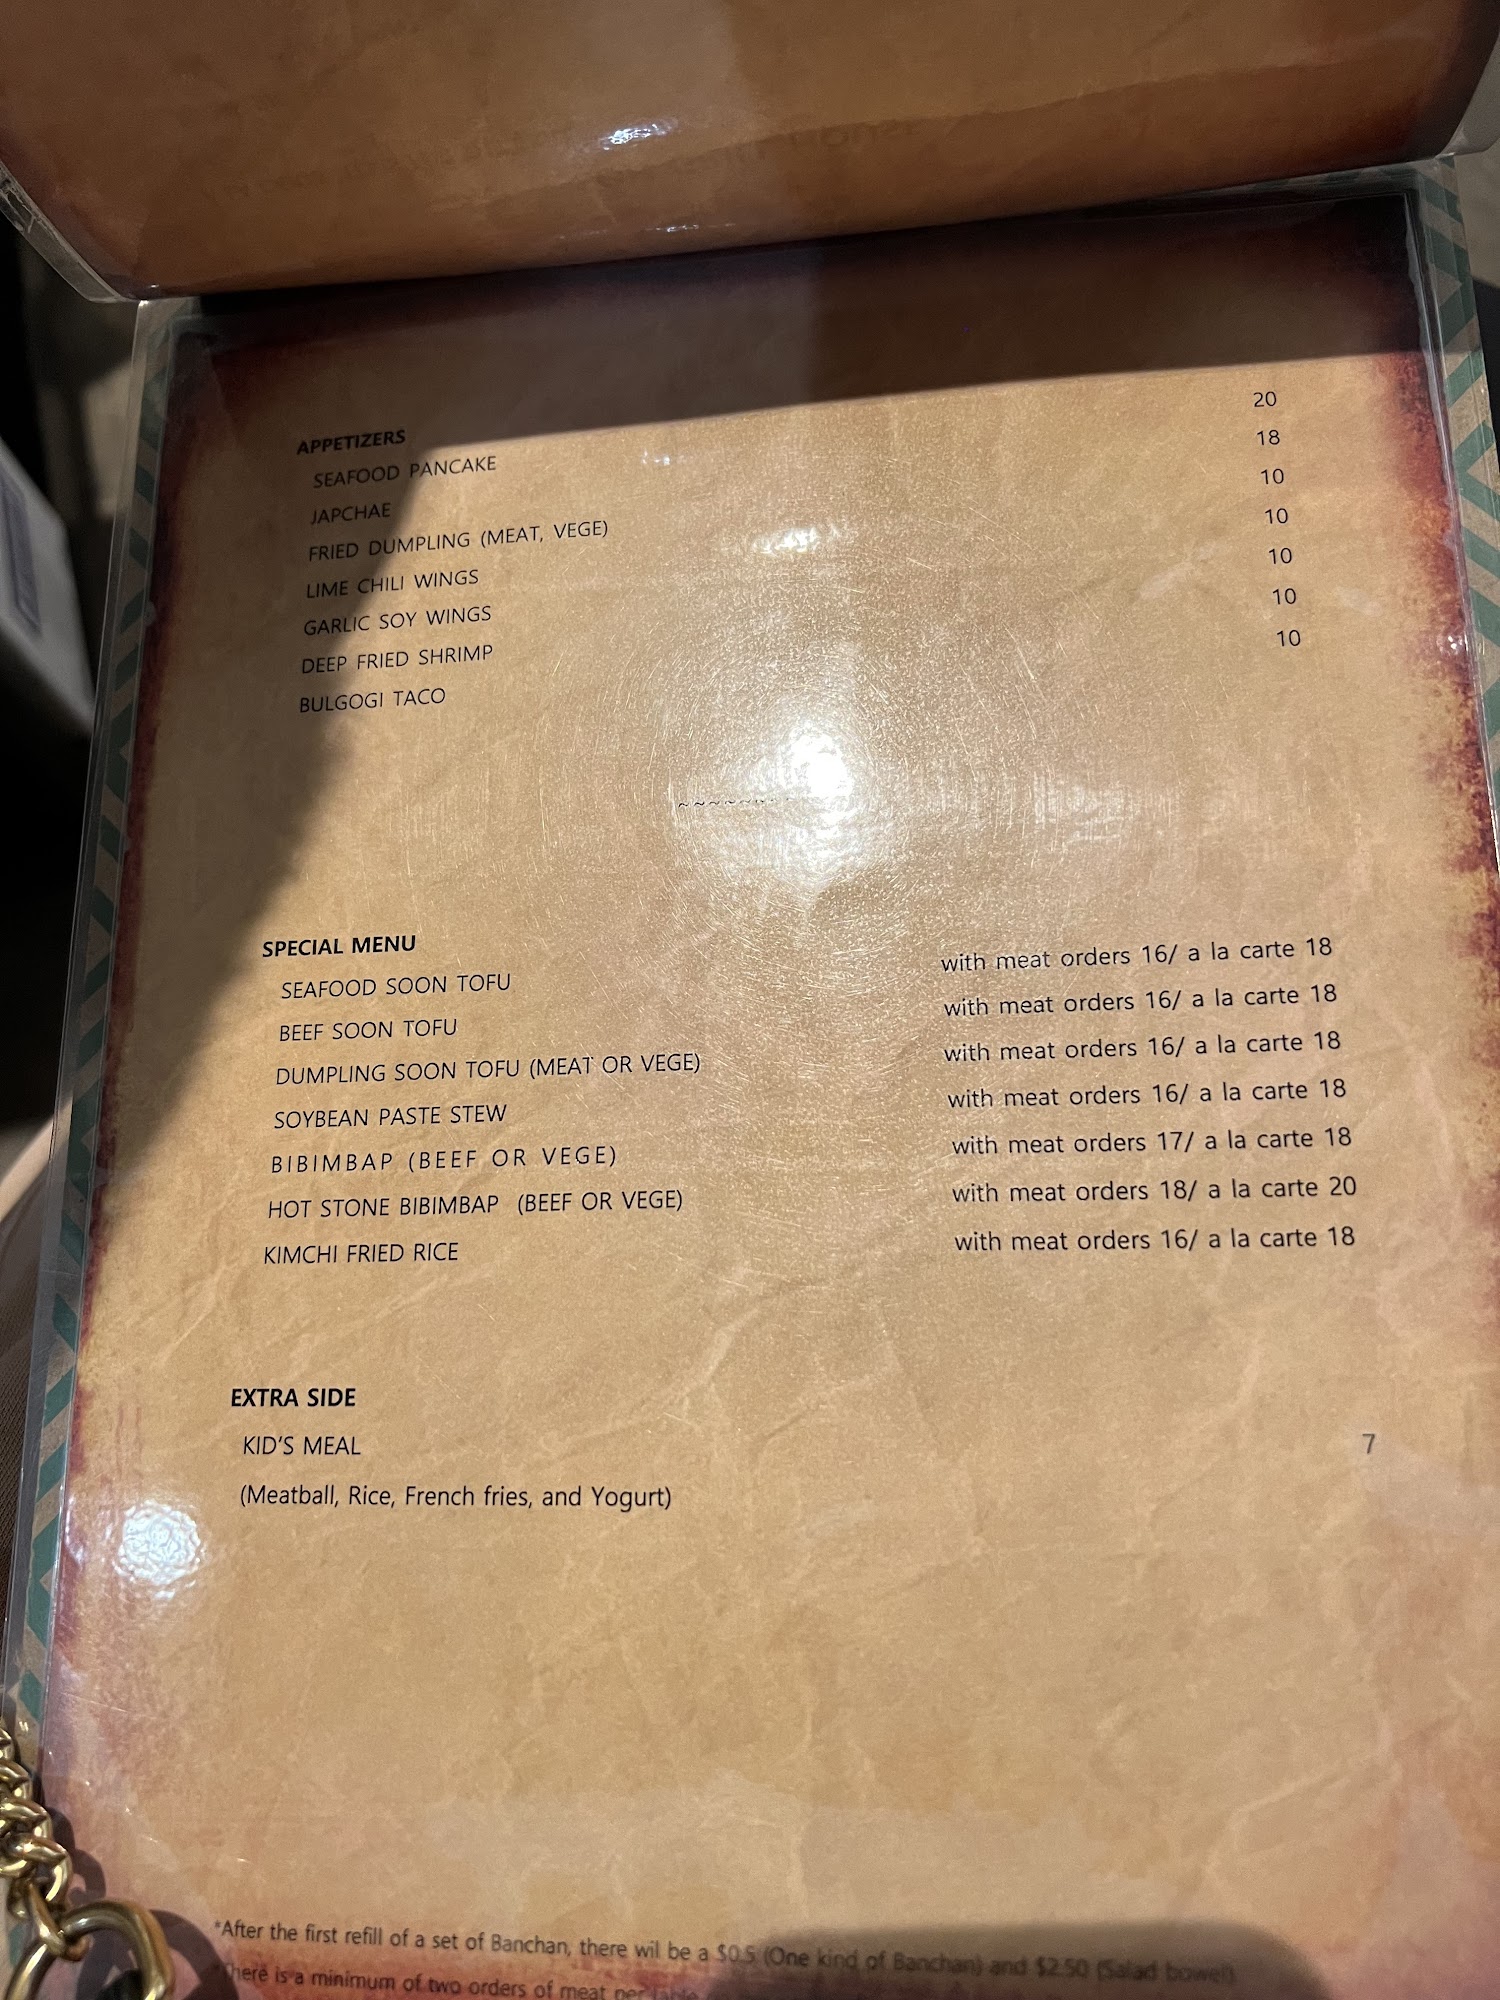 APPETIZERS
SEAFOOD PANCAKE 20
JAPCHAE 18
FRIED DUMPLING (MEAT, VEGE) 10
LIME CHILI WINGS 10
GARLIC SOY WINGS 10
DEEP FRIED SHRIMP 10
BULGOGI TACO 10
~~~~~~
SPECIAL MENU
SEAFOOD SOON TOFU with meat orders 16/ a la carte 18
BEEF SOON TOFU with meat orders 16/ a la carte 18
DUMPLING SOON TOFU (MEAT OR VEGE) with meat orders 16/ a la carte 18
SOYBEAN PASTE STEW with meat orders 16/ a la carte 18
BIBIMBAP (BEEF OR VEGE) with meat orders 17/ a la carte 18
HOT STONE BIBIMBAP (BEEF OR VEGE) with meat orders 18/ a la carte 20
KIMCHI FRIED RICE with meat orders 16/ a la carte 18
EXTRA SIDE
KID'S MEAL 7
(Meatball, Rice, French fries, and Yogurt)
*After the first refill of a set of Banchan, there wil be a $0.5 (One kind of Banchan) and $2.50 (Salad bowel)
*There is a minimum of two orders of meat per table